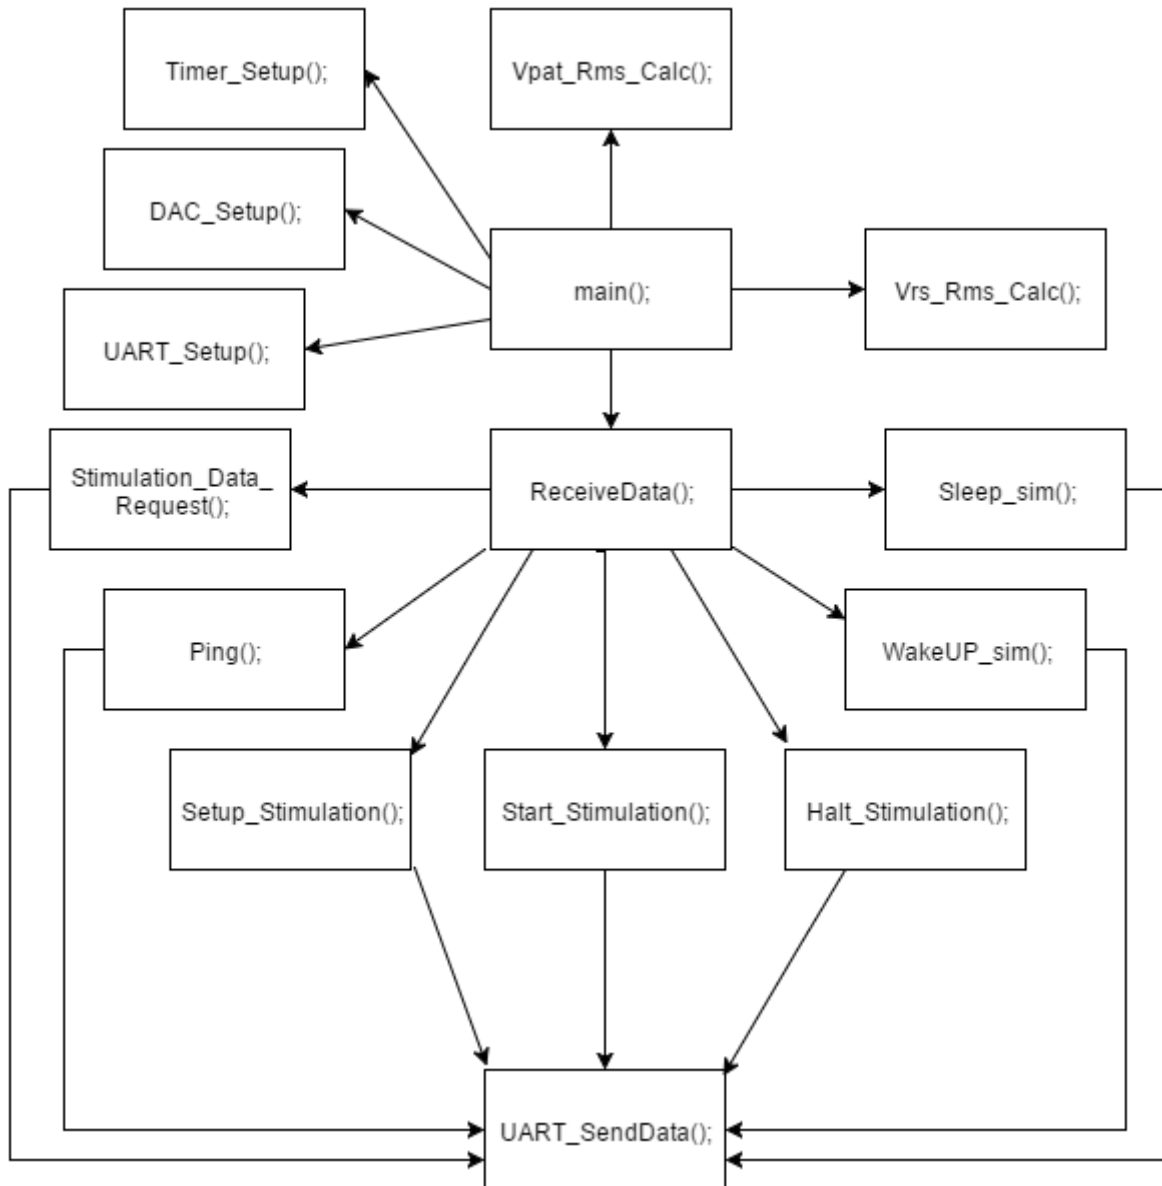 Timer_Setup();
Vpat_Rms_Calc();
DAC_Setup();
main();
Vrs_Rms_Calc();
UART_Setup();
Stimulation_Data_
Request();
ReceiveData();
Sleep_sim();
Ping();
WakeUP_sim();
Setup_Stimulation();
Start_Stimulation();
Halt_Stimulation();
UART_SendData();